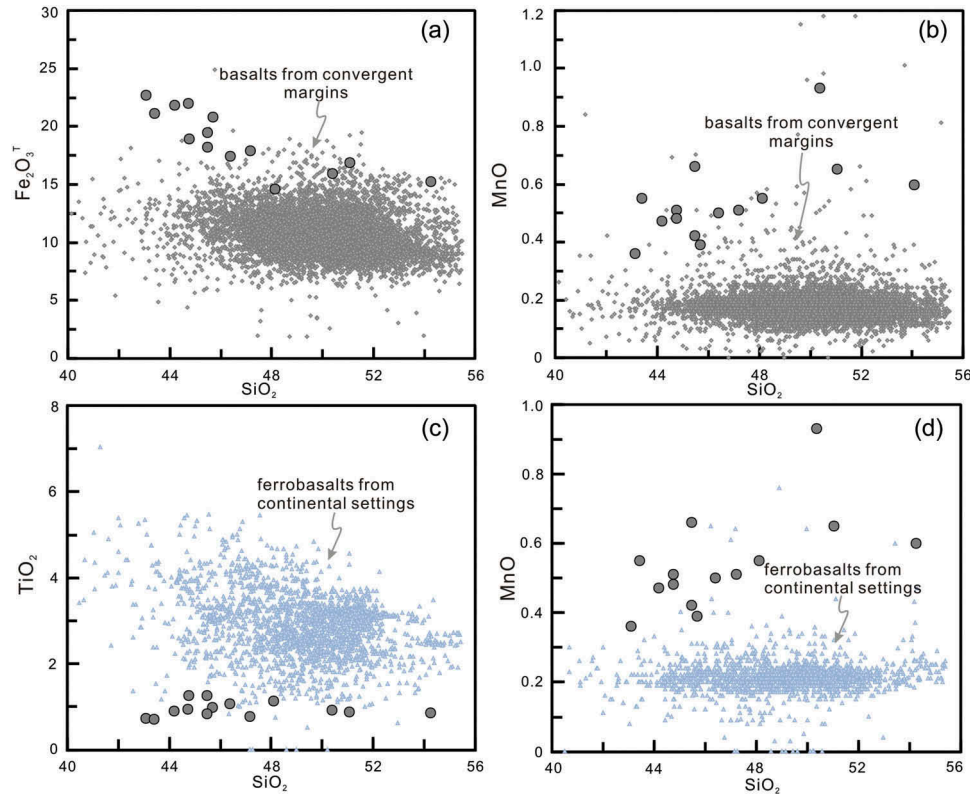 30
25
20
15
10
5
0
Fe2O3T
(a)
basalts from convergent
margins
40
44
48
52
56
SiO2
1.2
1.0
0.8
0.6
0.4
0.2
0
MnO
(b)
basalts from convergent
margins
40
44
48
52
56
SiO2
8
6
4
2
0
TiO2
(c)
ferrobasalts from
continental settings
40
44
48
52
56
SiO2
1.0
0.8
0.6
0.4
0.2
0
MnO
(d)
ferrobasalts from
continental settings
40
44
48
52
56
SiO2